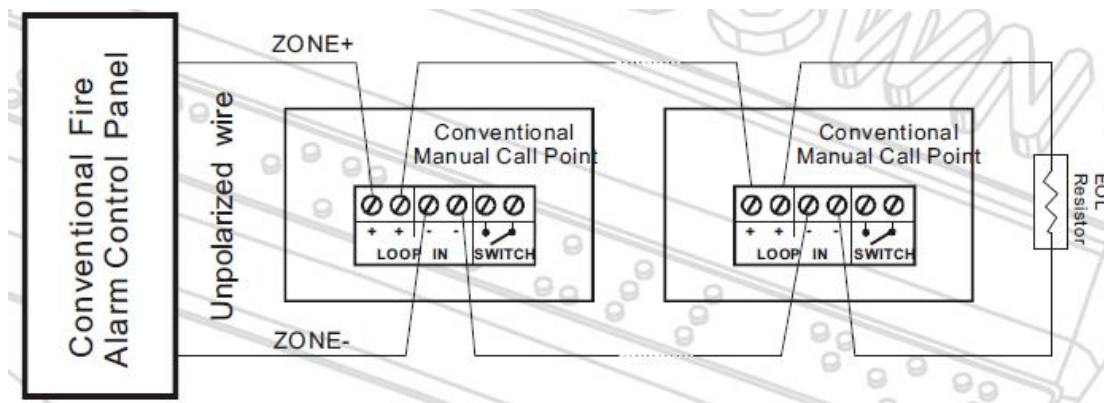 Conventional Fire
Alarm Control Panel
Unpolarized wire
ZONE+
ZONE-
Conventional
Manual Call Point
+ + - -
LOOP IN SWITCH
Conventional
Manual Call Point
+ + - -
LOOP IN SWITCH
EOL
Resistor